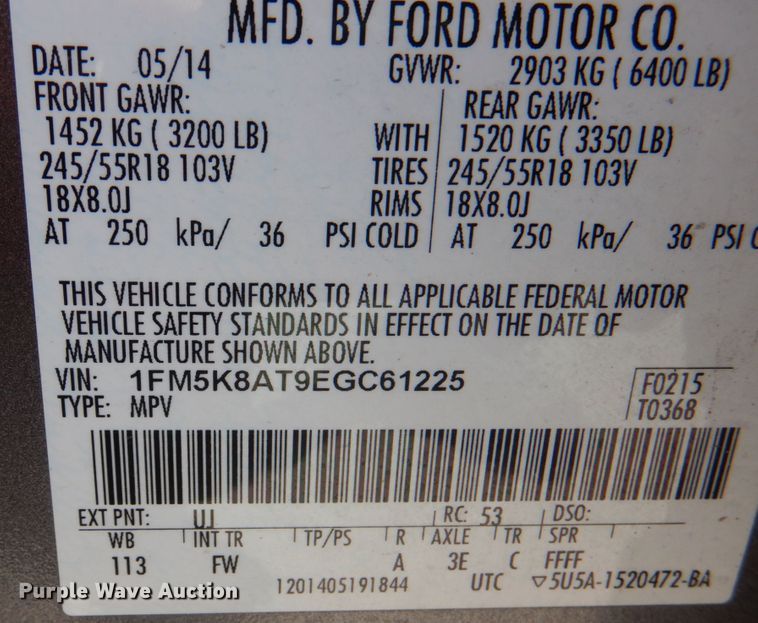 MFD. BY FORD MOTOR CO.
DATE: 05/14 GVWR: 2903 KG ( 6400 LB)
FRONT GAWR: REAR GAWR:
1452 KG ( 3200 LB) WITH 1520 KG ( 3350 LB)
245/55R18 103V TIRES 245/55R18 103V
18X8.0J RIMS 18X8.0J
AT 250 kPa/ 36 PSI COLD AT 250 kPa/ 36 PSI
THIS VEHICLE CONFORMS TO ALL APPLICABLE FEDERAL MOTOR
VEHICLE SAFETY STANDARDS IN EFFECT ON THE DATE OF
MANUFACTURE SHOWN ABOVE.
VIN: 1FM5K8AT9EGC61225 F0215
TYPE: MPV T0368
EXT PNT: UJ RC: 53 DSO:
WB INT TR TP/PS R AXLE TR SPR
113 FW A 3E C FFFF
1201405191844 UTC ▽5U5A-1520472-BA
Purple Wave Auction